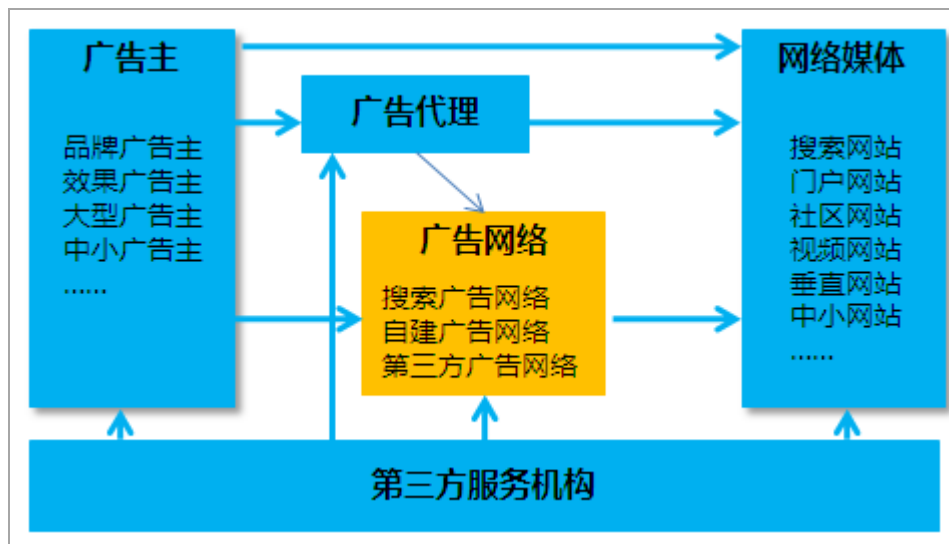 广告主
品牌广告主
效果广告主
大型广告主
中小广告主
……
广告代理
广告网络
搜索广告网络
自建广告网络
第三方广告网络
网络媒体
搜索网站
门户网站
社区网站
视频网站
垂直网站
中小网站
……
第三方服务机构